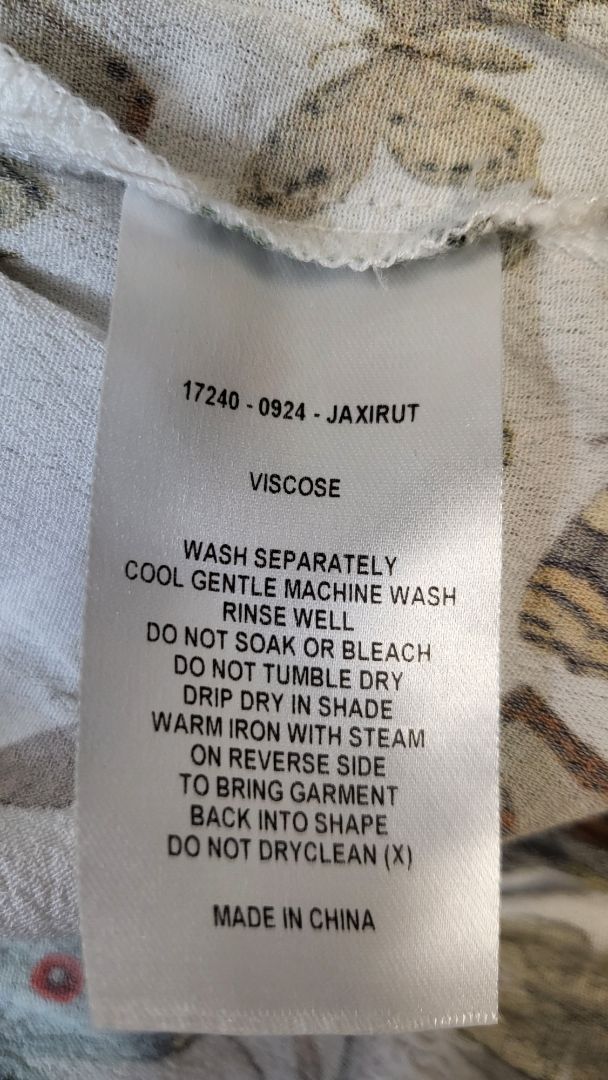 17240 - 0924 - JAXIRUT
VISCOSE
WASH SEPARATELY
COOL GENTLE MACHINE WASH
RINSE WELL
DO NOT SOAK OR BLEACH
DO NOT TUMBLE DRY
DRIP DRY IN SHADE
WARM IRON WITH STEAM
ON REVERSE SIDE
TO BRING GARMENT
BACK INTO SHAPE
DO NOT DRYCLEAN (X)
MADE IN CHINA